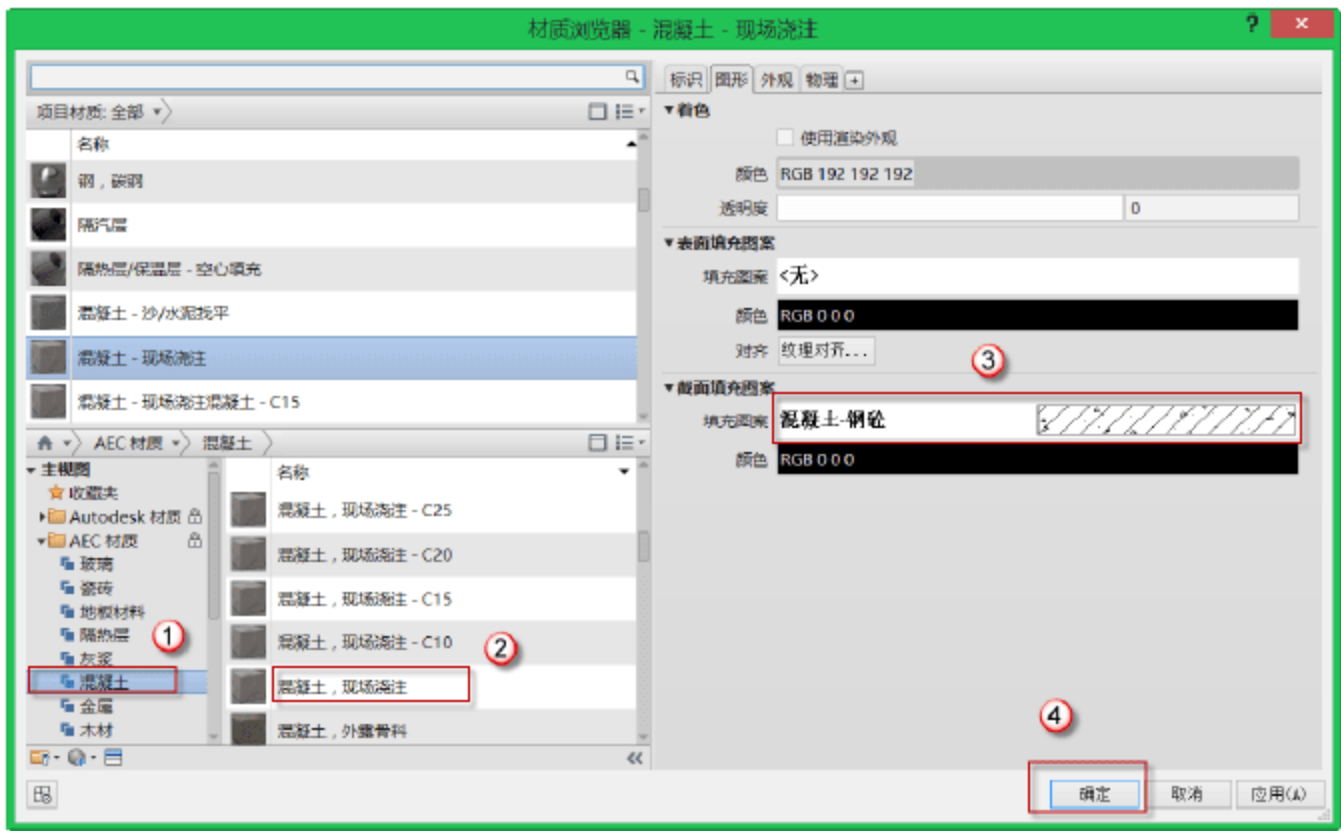 材质浏览器 - 混凝土 - 现场浇注
?
×
项目材质: 全部
名称
钢，碳钢
隔汽层
隔热层/保温层 - 空心填充
混凝土 - 沙/水泥找平
混凝土 - 现场浇注
混凝土 - 现场浇注混凝土 - C15
AEC 材质
混凝土
主视图
收藏夹
Autodesk 材质
AEC 材质
玻璃
瓷砖
地板材料
隔热层
灰浆
混凝土
金属
木材
1
名称
混凝土，现场浇注 - C25
混凝土，现场浇注 - C20
混凝土，现场浇注 - C15
混凝土，现场浇注 - C10
混凝土，现场浇注
混凝土，外露骨料
2
标识 图形 外观 物理 +
着色
使用渲染外观
颜色 RGB 192 192 192
透明度 0
表面填充图案
填充图案 <无>
颜色 RGB 0 0 0
对齐 纹理对齐...
3
截面填充图案
填充图案 混凝土-钢砼
颜色 RGB 0 0 0
4
确定 取消 应用(A)